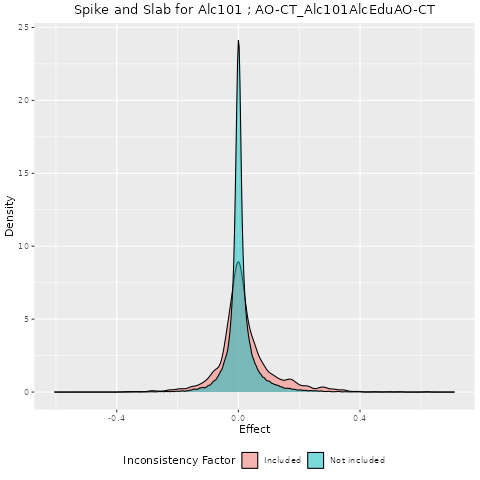 Spike and Slab for Alc101 ; AO-CT_Alc101AlcEduAO-CT
25
20
15
10
5
0
Density
-0.4
0.0
0.4
Effect
Inconsistency Factor
Included
Not included